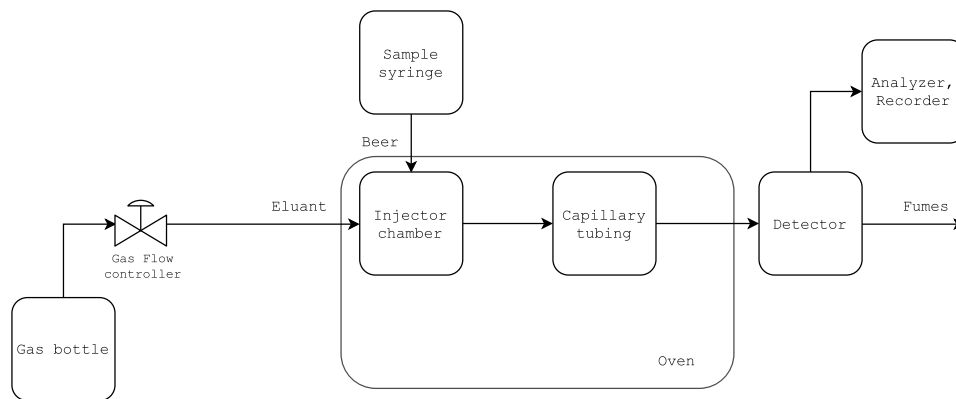 Sample
syringe
Analyzer,
Recorder
Beer
Eluant
Injector
chamber
Capillary
tubing
Detector
Fumes
Gas Flow
controller
Gas bottle
Oven